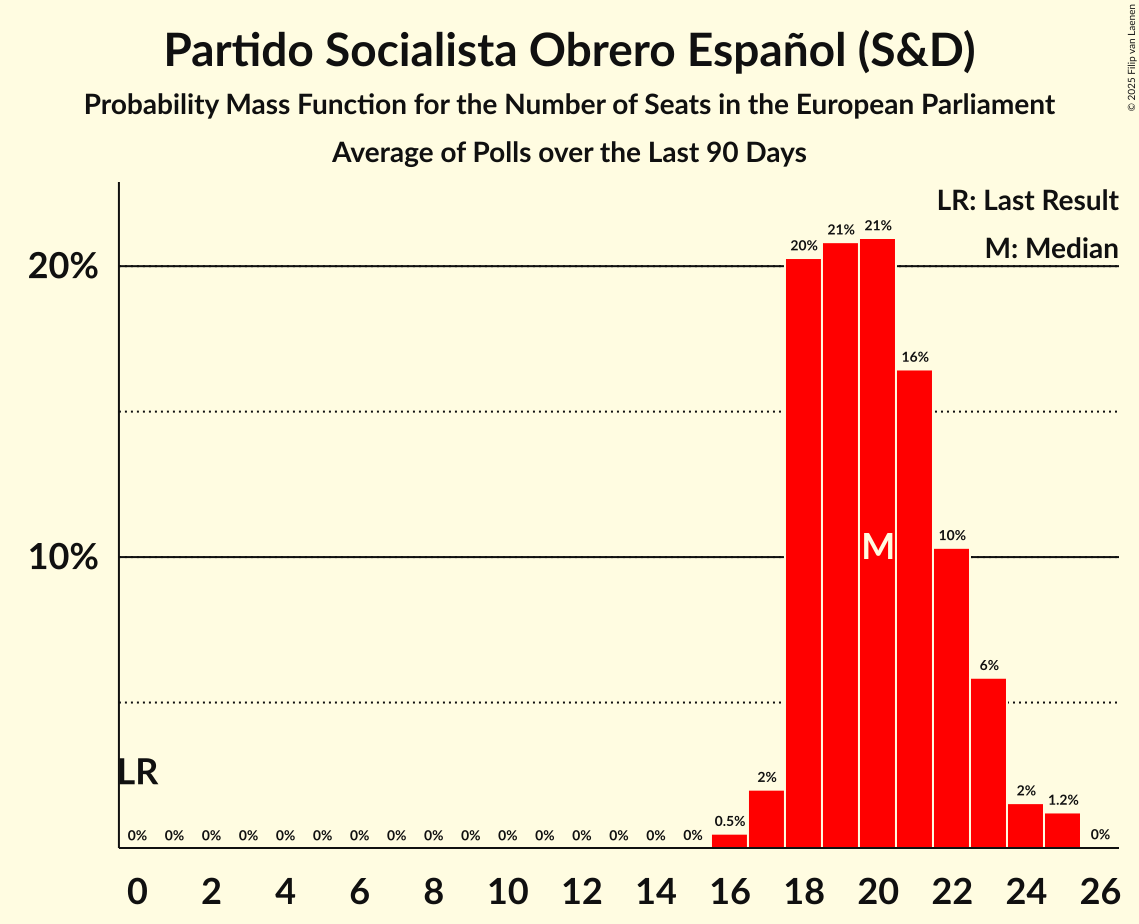 Partido Socialista Obrero Español (S&D)
Probability Mass Function for the Number of Seats in the European Parliament
Average of Polls over the Last 90 Days
© 2025 Filip van Laenen
LR: Last Result
M: Median
20%
10%
20% 21% 21% 16% 10% 6% 2% 1.2% 0%
M
LR
0% 0% 0% 0% 0% 0% 0% 0% 0% 0% 0% 0% 0% 0% 0% 0% 0.5% 2%
0 2 4 6 8 10 12 14 16 18 20 22 24 26